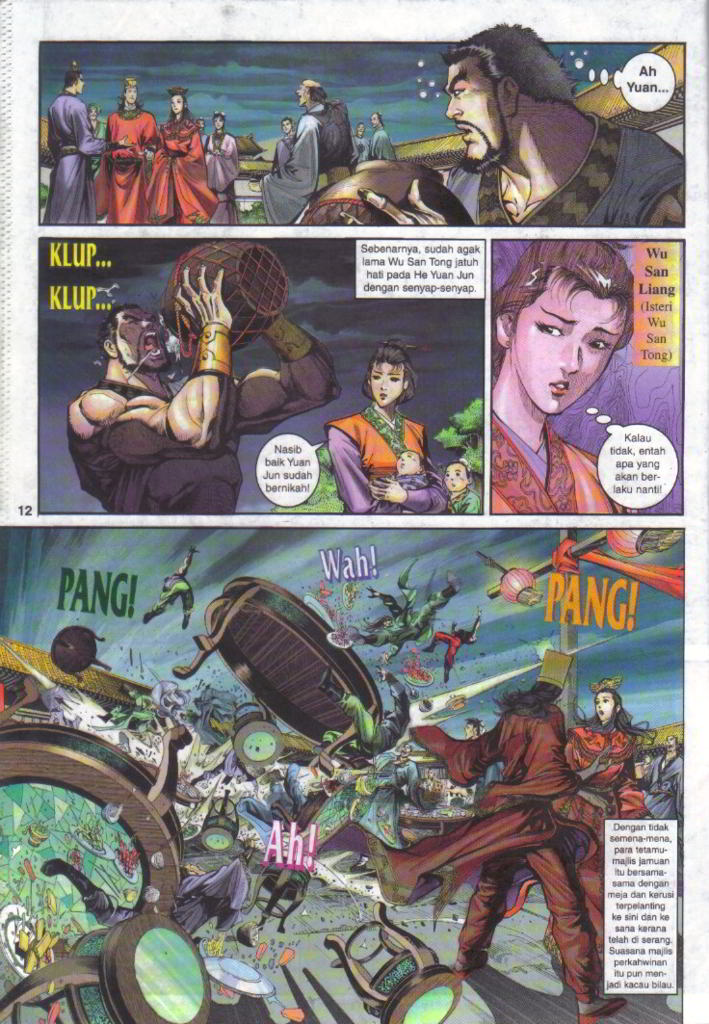 Ah
Yuan...
KLUP...
KLUP...
Sebenarnya, sudah agak
lama Wu San Tong jatuh
hati pada He Yuan Jun
dengan senyap-senyap.
Nasib
baik Yuan
Jun sudah
bernikah!
Wu
San
Liang
(Isteri
Wu
San
Tong)
Kalau
tidak, entah
apa yang
akan ber-
laku nanti!
12
PANG!
Wah!
PANG!
Ah!
Dengan tidak
semena-mena,
para tetamu-
majlis jamuan
itu bersama-
sama dengan
meja dan kerusi
terpelanting
ke sini dan ke
sana kerana
telah di serang.
Suasana majlis
perkahwinan
itu pun men-
jadi kacau bilau.